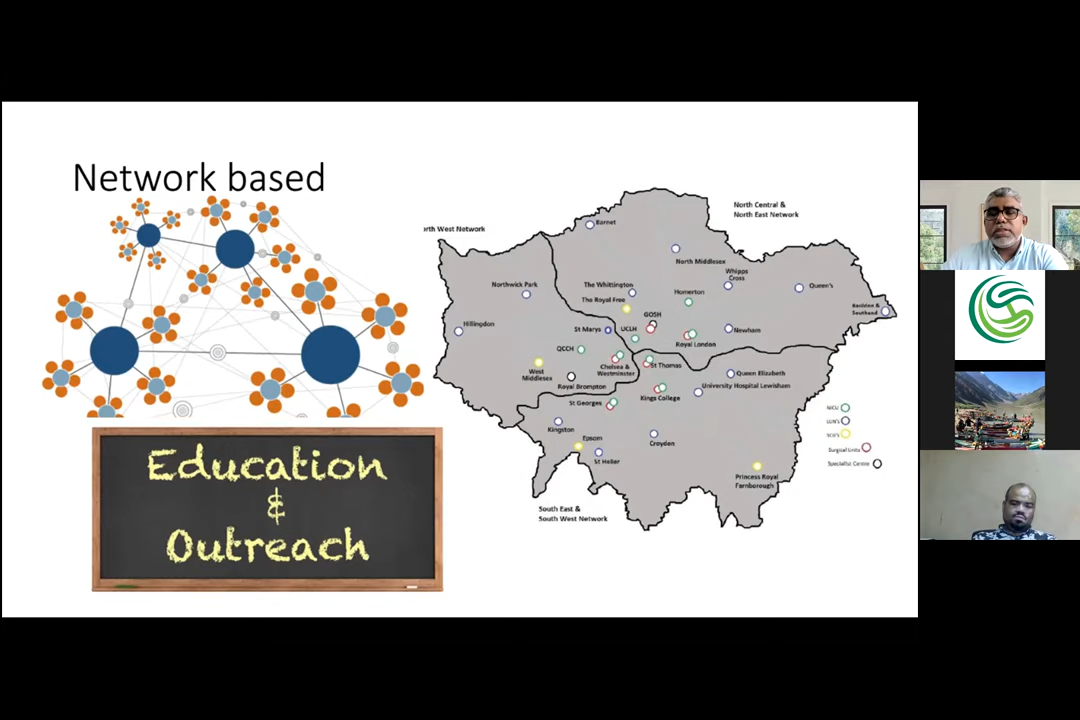 Network based
North Central &
North East Network
rth West Network
Barnet
North Middlesex
Whipps
Cross
Northwick Park
The Whittington
Homerton
Queen's
The Royal Free
GOSH
Basildon &
Southend
Hillingdon
St Marys
UCLH
Newham
Royal London
QCCH
Chelsea &
Westminster
St Thomas
West
Middlesex
Royal Brompton
Queen Elizabeth
University Hospital Lewisham
Kings College
St Georges
Kingston
Epsom
Croydon
St Helier
Princess Royal
Farnborough
NICU
LUN's
SCU's
Surgical Units
Specialist Centre
South East &
South West Network
Education
&
Outreach